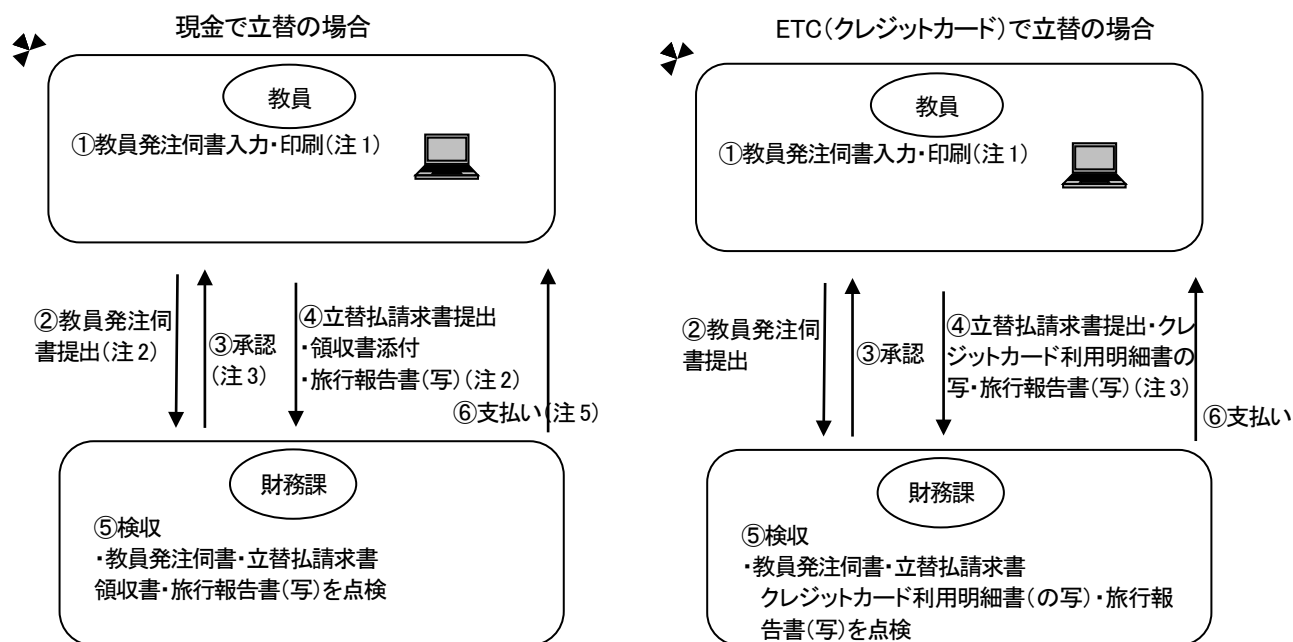 現金で立替の場合
教員
①教員発注伺書入力・印刷(注1)
②教員発注伺
書提出(注2)
③承認
(注3)
④立替払請求書提出
・領収書添付
・旅行報告書(写)(注2)
⑥支払い(注5)
財務課
⑤検収
・教員発注伺書・立替払請求書
領収書・旅行報告書(写)を点検
ETC(クレジットカード)で立替の場合
教員
①教員発注伺書入力・印刷(注1)
②教員発注伺
書提出
③承認
④立替払請求書提出・クレ
ジットカード利用明細書の
写・旅行報告書(写)(注3)
⑥支払い
財務課
⑤検収
・教員発注伺書・立替払請求書
クレジットカード利用明細書(の写)・旅行報
告書(写)を点検